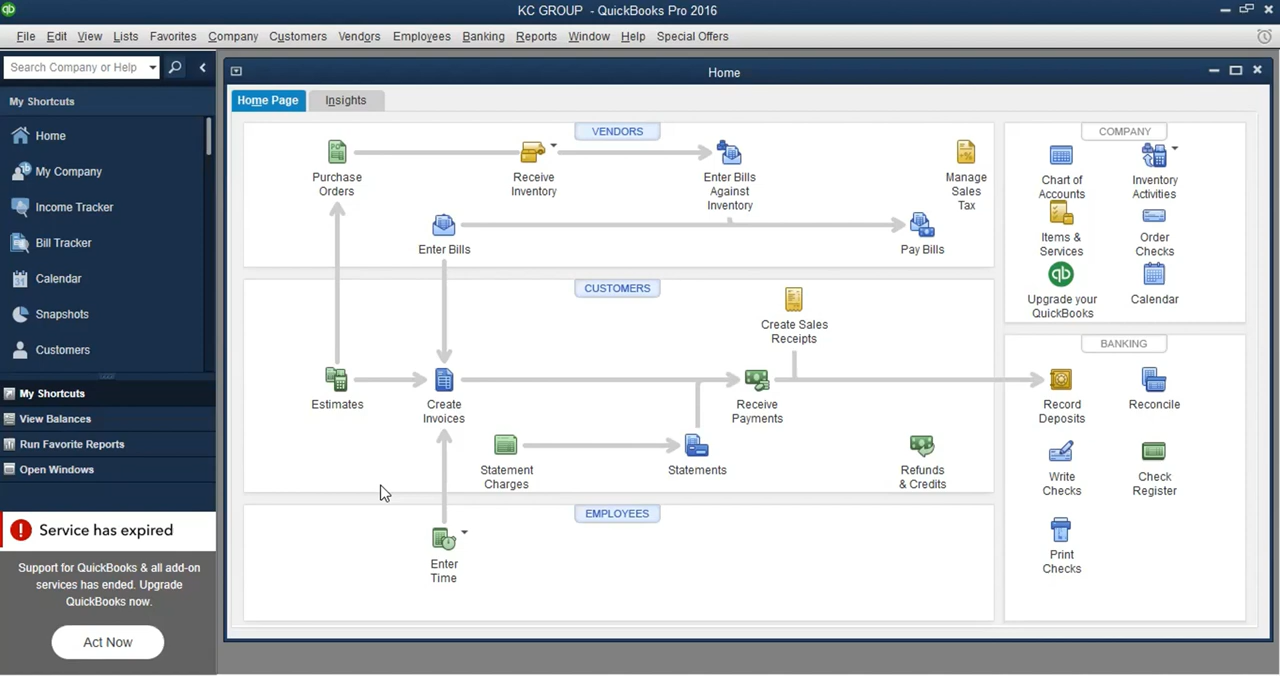 qb
KC GROUP - QuickBooks Pro 2016
File Edit View Lists Favorites Company Customers Vendors Employees Banking Reports Window Help Special Offers
Search Company or Help
My Shortcuts
Home
My Company
Income Tracker
Bill Tracker
Calendar
Snapshots
Customers
My Shortcuts
View Balances
Run Favorite Reports
Open Windows
Service has expired
Support for QuickBooks & all add-on
services has ended. Upgrade
QuickBooks now.
Act Now
Home
Home Page Insights
VENDORS
Purchase
Orders
Receive
Inventory
Enter Bills
Against
Inventory
Manage
Sales
Tax
Enter Bills
Pay Bills
CUSTOMERS
Create Sales
Receipts
Estimates
Create
Invoices
Receive
Payments
Statement
Charges
Statements
Refunds
& Credits
EMPLOYEES
Enter
Time
COMPANY
Chart of
Accounts
Inventory
Activities
Items &
Services
Order
Checks
qb
Upgrade your
QuickBooks
Calendar
BANKING
Record
Deposits
Reconcile
Write
Checks
Check
Register
Print
Checks